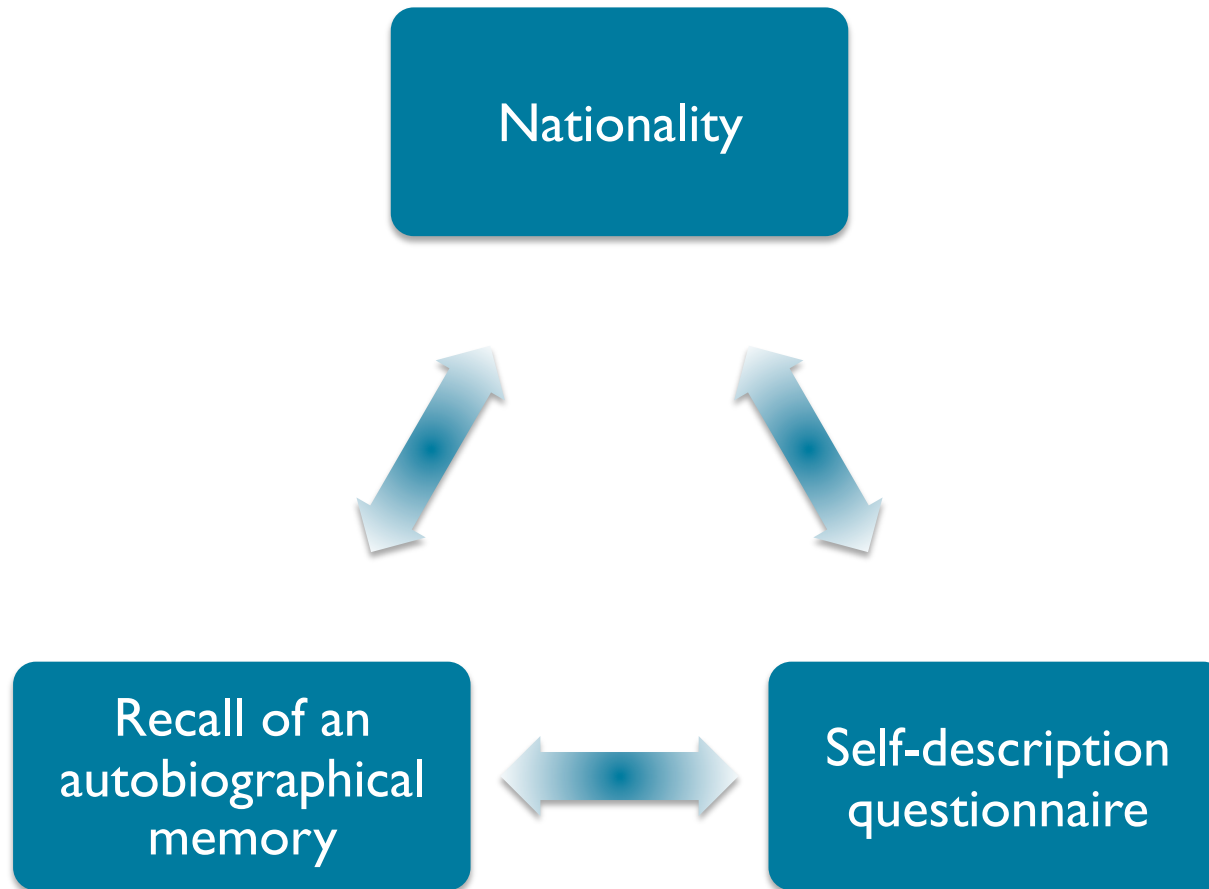 Nationality
Recall of an
autobiographical
memory
Self-description
questionnaire